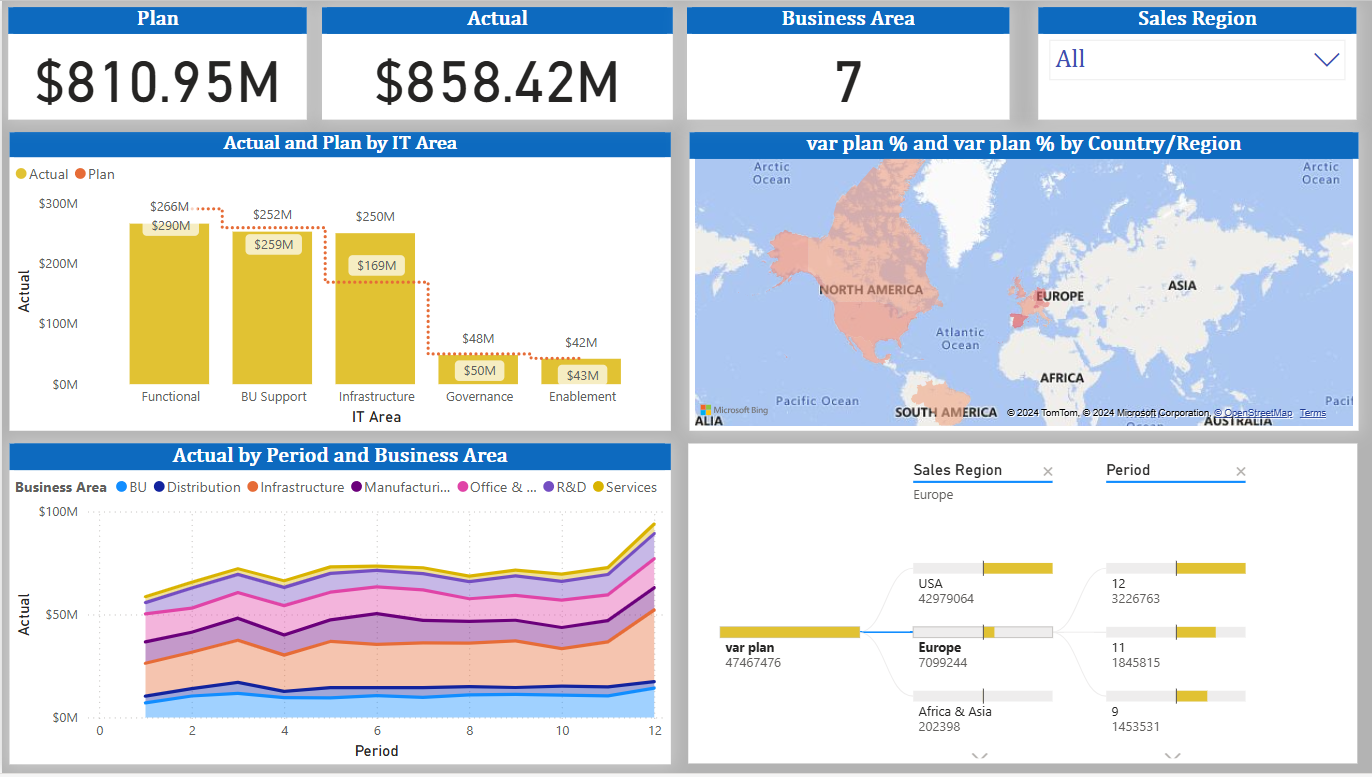 Plan
$810.95M
Actual
$858.42M
Business Area
7
Sales Region
All
Actual and Plan by IT Area
Actual Plan
$300M
$200M
$100M
$0M
Actual
$266M
$290M
$252M
$259M
$250M
$169M
$48M
$50M
$42M
$43M
Functional BU Support Infrastructure Governance Enablement
IT Area
var plan % and var plan % by Country/Region
Arctic
Ocean
Arctic
Ocean
NORTH AMERICA
EUROPE
ASIA
Atlantic
Ocean
AFRICA
Pacific Ocean
Pacif
SOUTH AMERICA
Microsoft Bing
© 2024 TomTom, © 2024 Microsoft Corporation, © OpenStreetMap Terms
ALIA
Ocean
AUSTRALIA
Actual by Period and Business Area
Business Area BU Distribution Infrastructure Manufacturi... Office & ... R&D Services
$100M
$50M
$0M
Actual
0 2 4 6 8 10 12
Period
Sales Region
Europe
Period
var plan
47467476
USA
42979064
Europe
7099244
Africa & Asia
202398
12
3226763
11
1845815
9
1453531